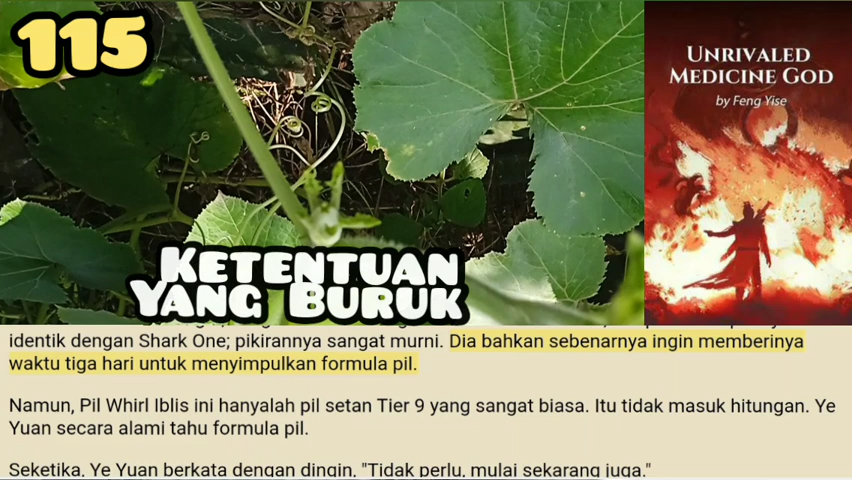 115
UNRIVALED
MEDICINE GOD
by Feng Yise
KETENTUAN
YANG BURUK
identik dengan Shark One; pikirannya sangat murni. Dia bahkan sebenarnya ingin memberinya
waktu tiga hari untuk menyimpulkan formula pil.
Namun, Pil Whirl Iblis ini hanyalah pil setan Tier 9 yang sangat biasa. Itu tidak masuk hitungan. Ye
Yuan secara alami tahu formula pil.
Seketika, Ye Yuan berkata dengan dingin, "Tidak perlu, mulai sekarang juga."